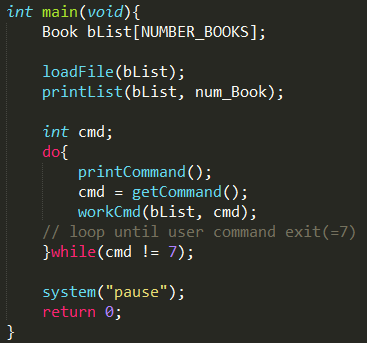 int main(void){
    Book bList[NUMBER_BOOKS];

    loadFile(bList);
    printList(bList, num_Book);

    int cmd;
    do{
        printCommand();
        cmd = getCommand();
        workCmd(bList, cmd);
    // loop until user command exit(=7)
    }while(cmd != 7);

    system("pause");
    return 0;
}